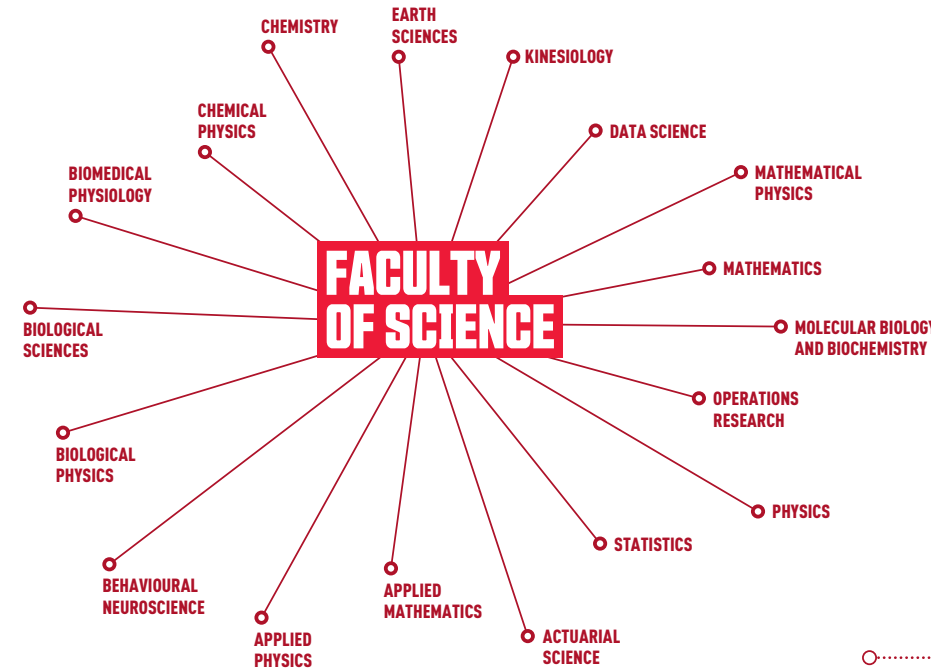 EARTH
SCIENCES
CHEMISTRY
KINESIOLOGY
CHEMICAL
PHYSICS
DATA SCIENCE
BIOMEDICAL
PHYSIOLOGY
MATHEMATICAL
PHYSICS
FACULTY
OF SCIENCE
MATHEMATICS
BIOLOGICAL
SCIENCES
MOLECULAR BIOLOGY
AND BIOCHEMISTRY
OPERATIONS
RESEARCH
BIOLOGICAL
PHYSICS
PHYSICS
STATISTICS
BEHAVIOURAL
NEUROSCIENCE
APPLIED
MATHEMATICS
APPLIED
PHYSICS
ACTUARIAL
SCIENCE